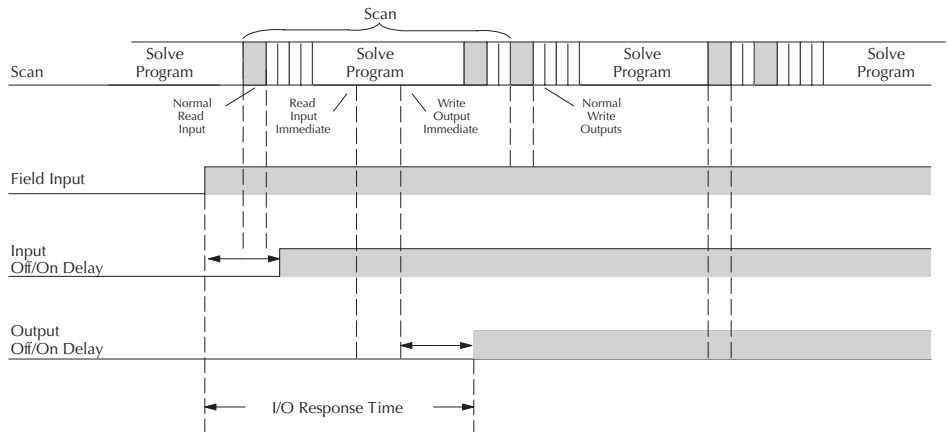 Scan
Scan
Solve
Program
Solve
Program
Solve
Program
Solve
Program
Normal
Read
Input
Read
Input
Immediate
Write
Output
Immediate
Normal
Write
Outputs
Field Input
Input
Off/On Delay
Output
Off/On Delay
I/O Response Time